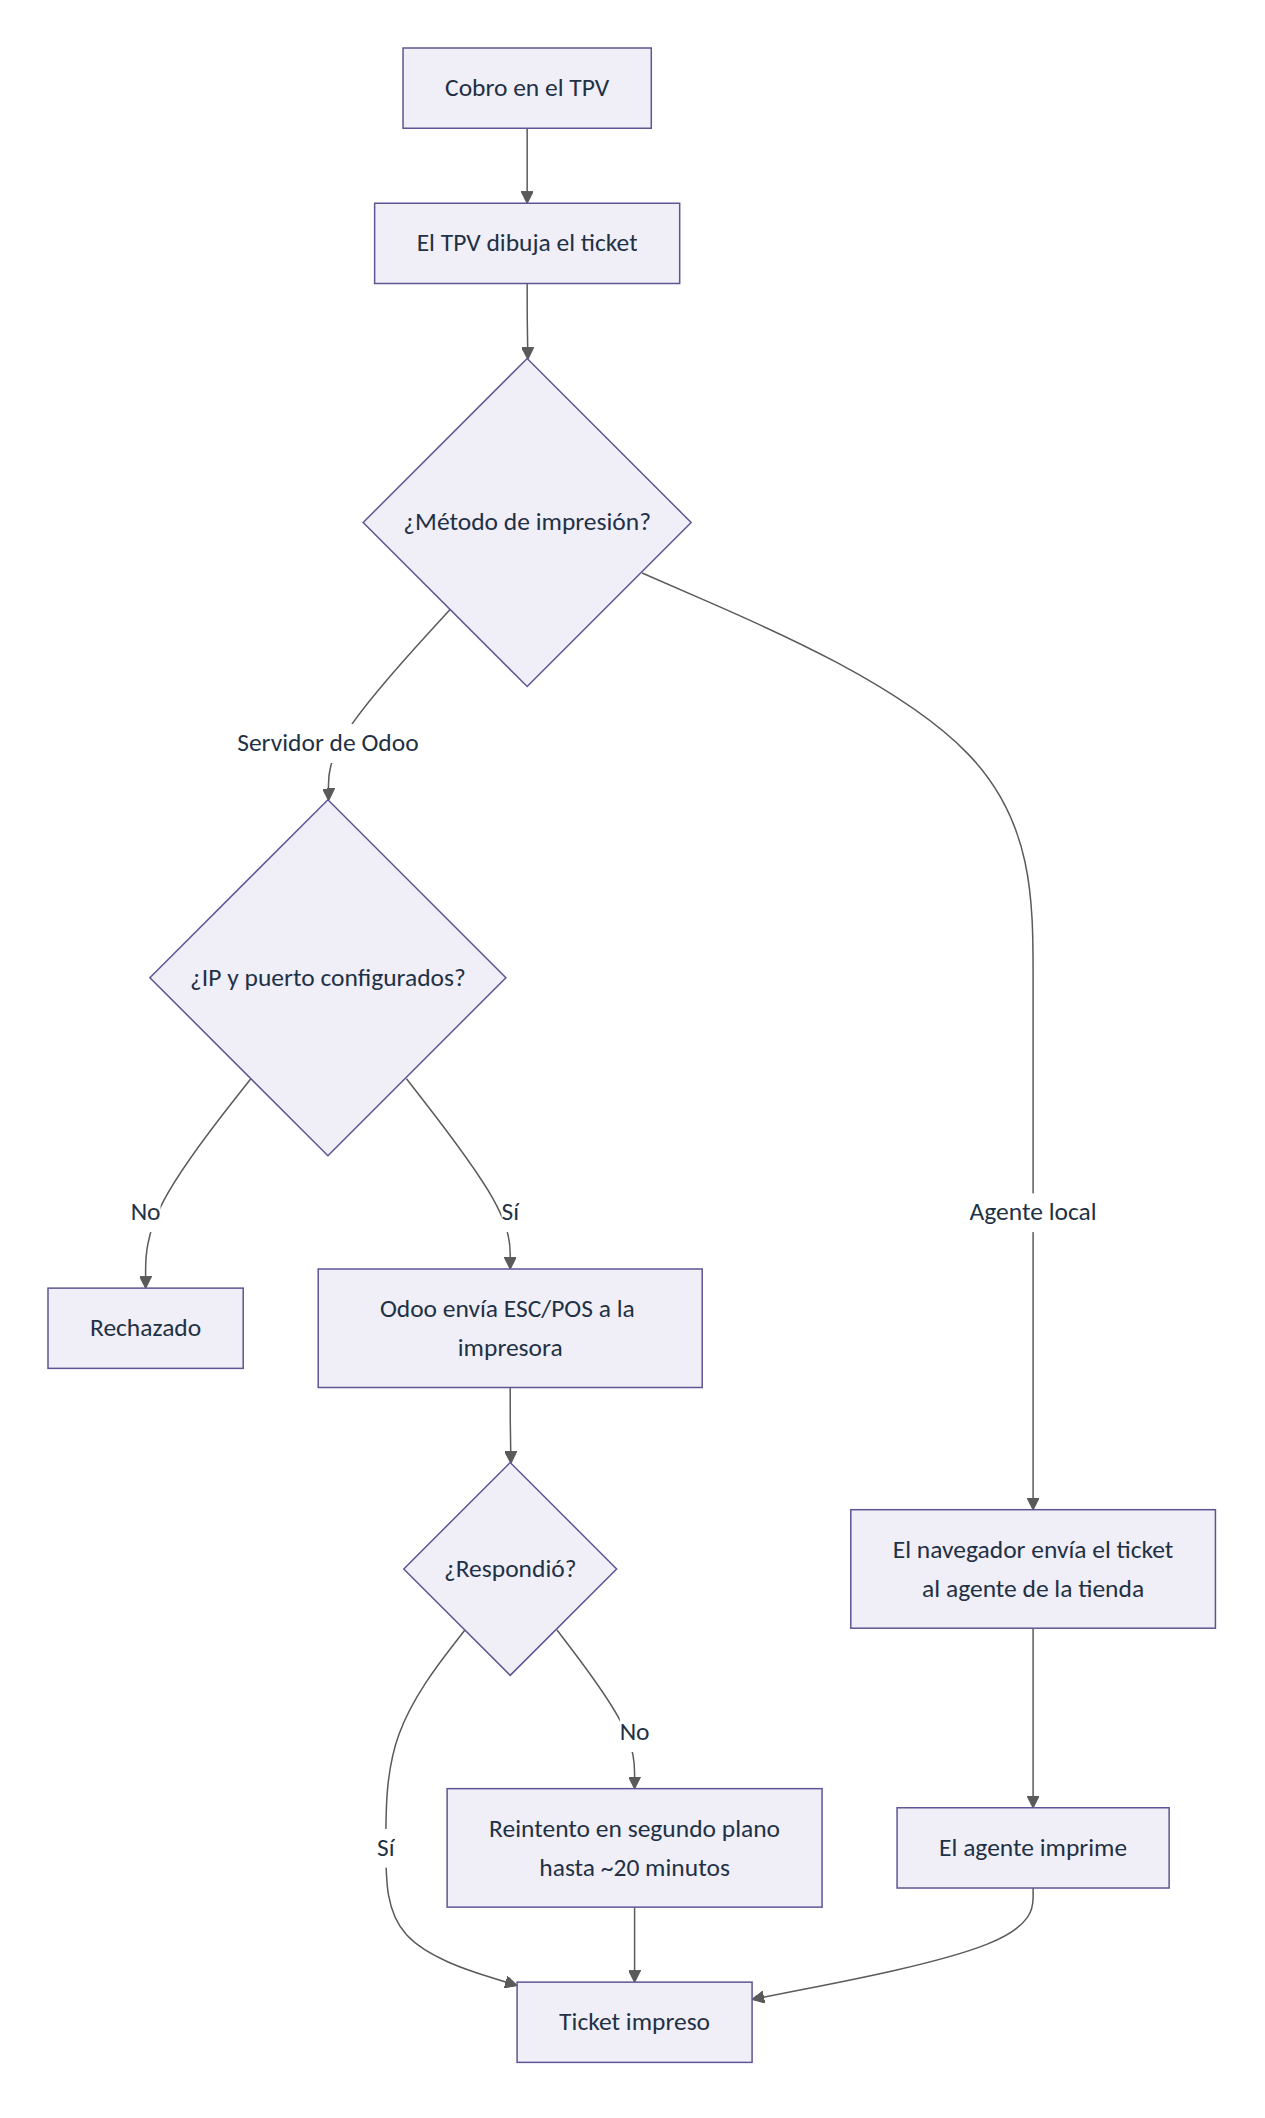 Cobro en el TPV
El TPV dibuja el ticket
¿Método de impresión?
Servidor de Odoo
¿IP y puerto configurados?
No
Sí
Agente local
Rechazado
Odoo envía ESC/POS a la
impresora
¿Respondió?
El navegador envía el ticket
al agente de la tienda
No
Sí
Reintento en segundo plano
hasta ~20 minutos
El agente imprime
Ticket impreso